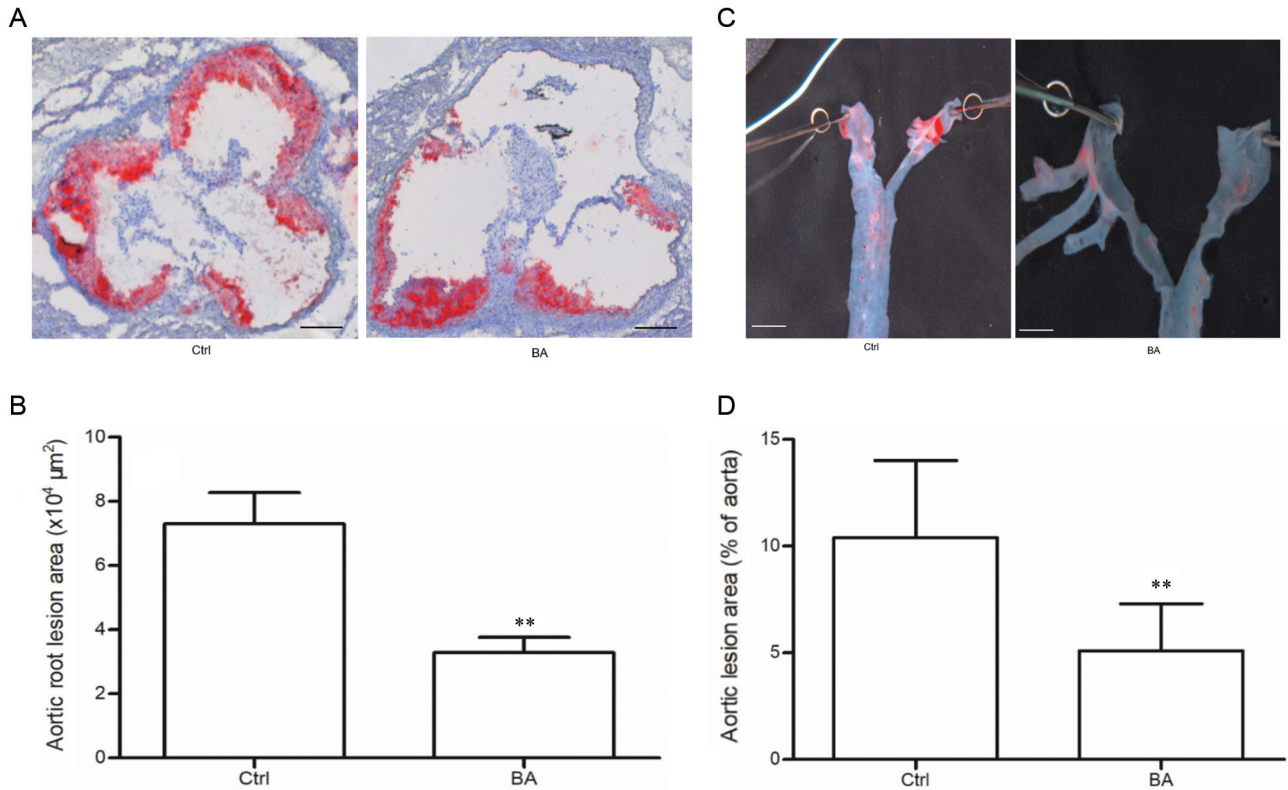 A
Ctrl
BA
C
Ctrl
BA
B
Aortic root lesion area (x10⁴ µm²)
10
8
6
4
2
0
**
Ctrl
BA
D
Aortic lesion area (% of aorta)
15
10
5
0
**
Ctrl
BA